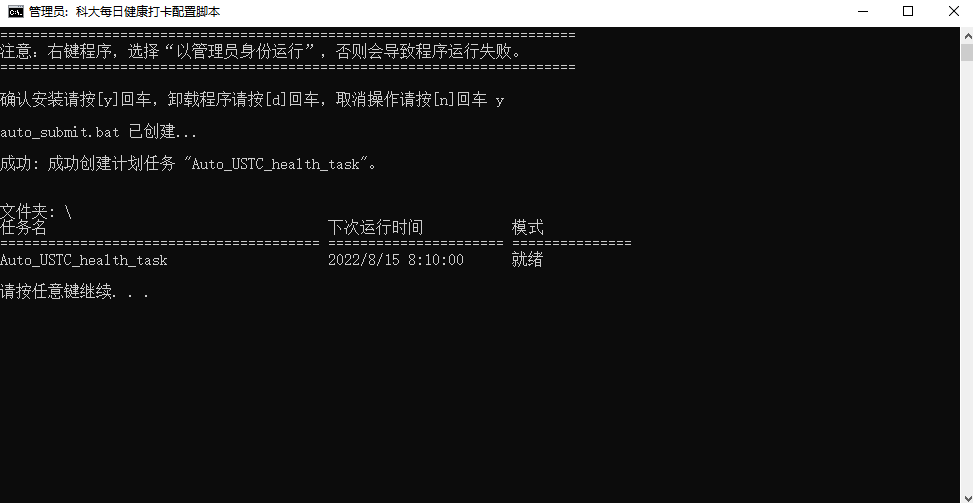 管理员: 科大每日健康打卡配置脚本
========================================================================
注意：右键程序，选择“以管理员身份运行”，否则会导致程序运行失败。
========================================================================
确认安装请按[y]回车，卸载程序请按[d]回车，取消操作请按[n]回车 y
auto_submit.bat 已创建...
成功: 成功创建计划任务 "Auto_USTC_health_task"。
文件夹: \
任务名 下次运行时间 模式
======================================== ====================== ===============
Auto_USTC_health_task 2022/8/15 8:10:00 就绪
请按任意键继续. . .